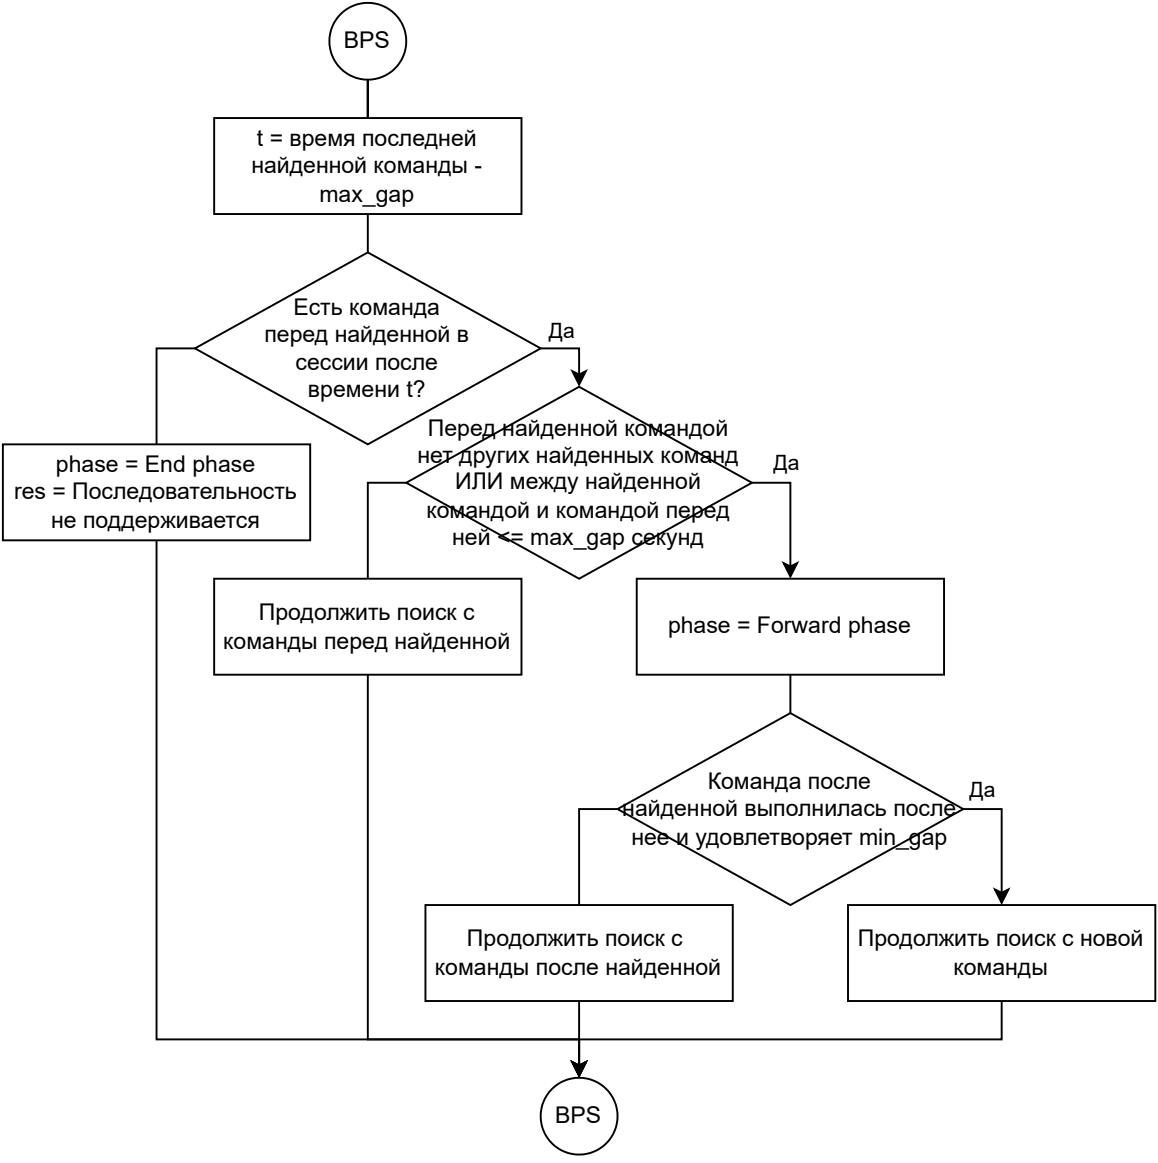 BPS
t = время последней
найденной команды -
max_gap
Есть команда
перед найденной в
сессии после
времени t?
Да
Перед найденной командой
нет других найденных команд
ИЛИ между найденной
командой и командой перед
ней <= max_gap секунд
Да
phase = End phase
res = Последовательность
не поддерживается
Продолжить поиск с
команды перед найденной
phase = Forward phase
Команда после
найденной выполнилась после
нее и удовлетворяет min_gap
Да
Продолжить поиск с
команды после найденной
Продолжить поиск с новой
команды
BPS